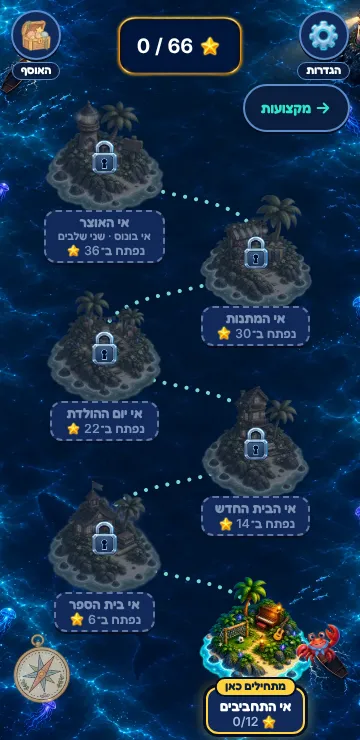 0 / 66
הגדרות
האוסף
מקצועות →
אי האוצר
אי בונוס · שני שלבים
נפתח ב־36
אי המתנות
נפתח ב־30
אי יום ההולדת
נפתח ב־22
אי הבית החדש
נפתח ב־14
אי בית הספר
נפתח ב־6
מתחילים כאן
אי התחביבים
0/12